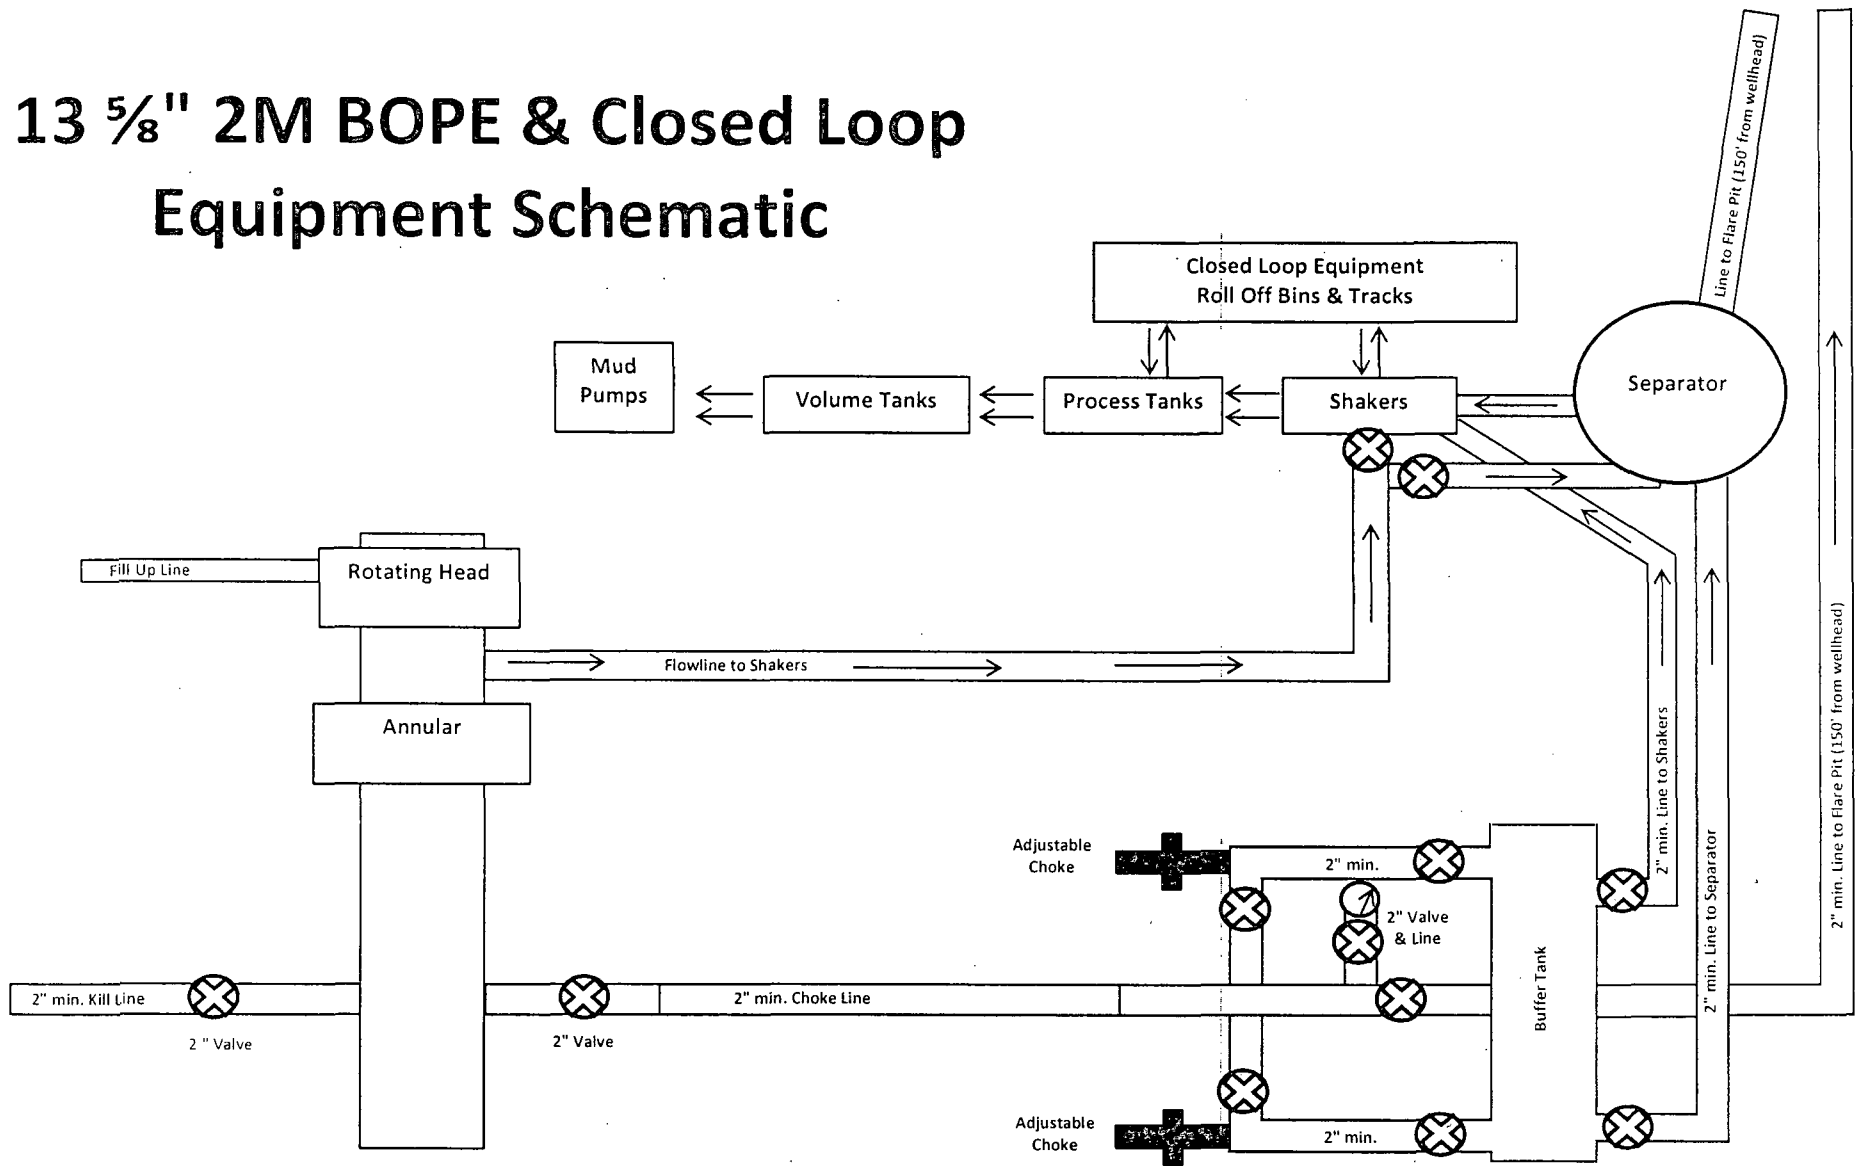 13 ⅝" 2M BOPE & Closed Loop
Equipment Schematic
Line to Flare Pit (150' from wellhead)
Closed Loop Equipment
Roll Off Bins & Tracks
Mud
Pumps
Volume Tanks
Process Tanks
Shakers
Separator
Fill Up Line
Rotating Head
Flowline to Shakers
Annular
2" min. Line to Shakers
2" min. Line to Separator
2" min. Line to Flare Pit (150' from wellhead)
Adjustable
Choke
2" min.
2" Valve
& Line
Buffer Tank
2" min. Kill Line
2 " Valve
2" Valve
2" min. Choke Line
Adjustable
Choke
2" min.